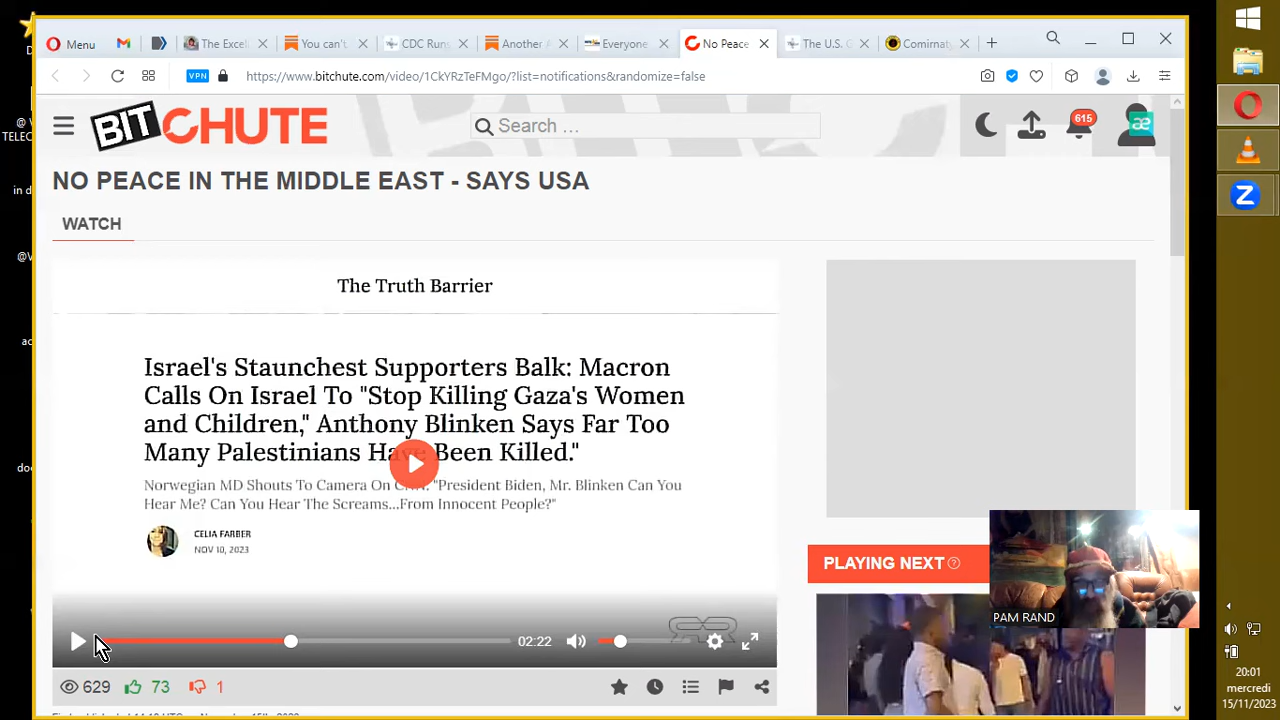 Menu
The Excell
You can't
CDC Run
Another
Everyone
No Peace
The U.S. G
Comirnat
VPN
https://www.bitchute.com/video/1CkYRzTeFMgo/?list=notifications&randomize=false
BITCHUTE
Search ...
615
æ
NO PEACE IN THE MIDDLE EAST - SAYS USA
WATCH
The Truth Barrier
Israel's Staunchest Supporters Balk: Macron
Calls On Israel To "Stop Killing Gaza's Women
and Children," Anthony Blinken Says Far Too
Many Palestinians Have Been Killed."
Norwegian MD Shouts To Camera On "President Biden, Mr. Blinken Can You
Hear Me? Can You Hear The Screams...From Innocent People?"
CELIA FARBER
NOV 10, 2023
02:22
629
73
1
PLAYING NEXT
PAM RAND
TELEC
in d
20:01
mercredi
15/11/2023